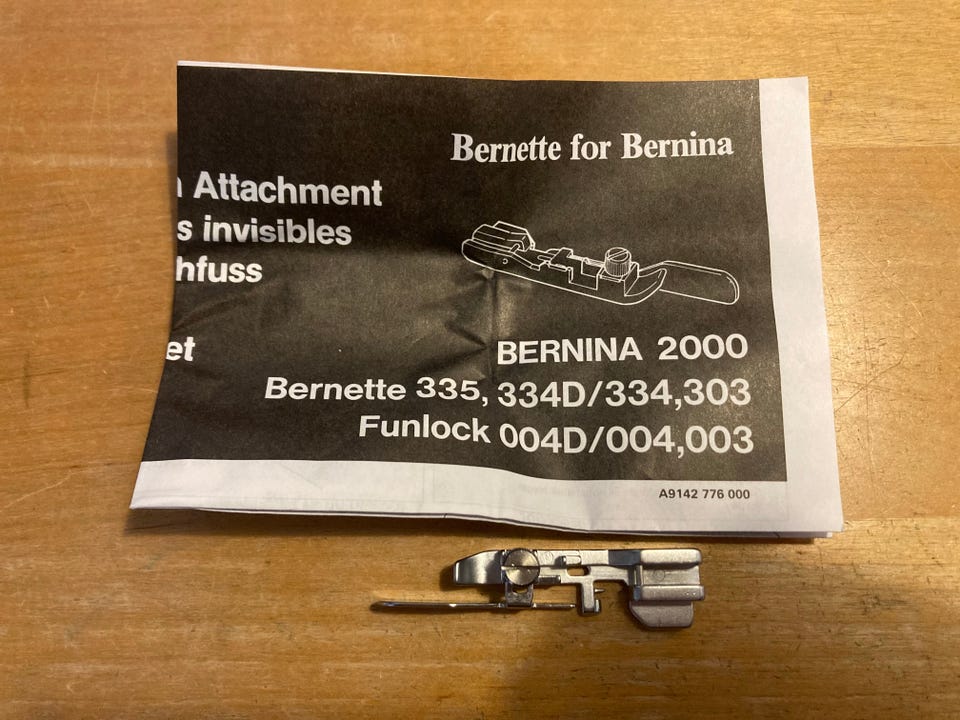 Bernette for Bernina
Attachment
s invisibles
hfuss
et
BERNINA 2000
Bernette 335, 334D/334,303
Funlock 004D/004,003
A9142 776 000